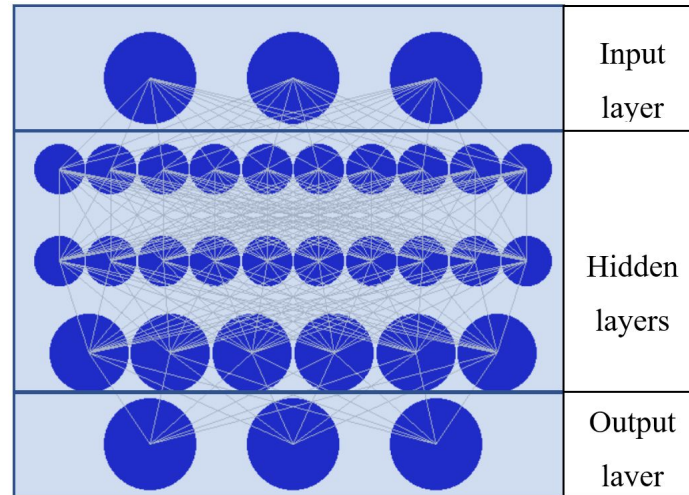 Input
layer
Hidden
layers
Output
layer